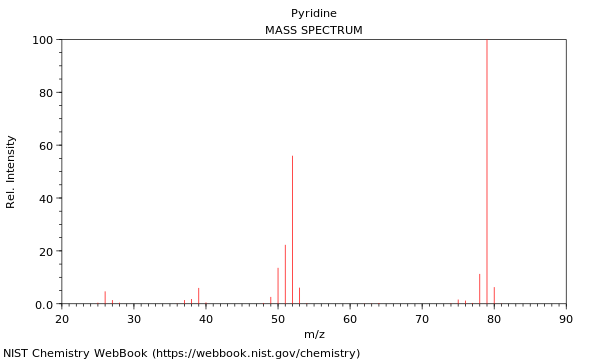 Pyridine
MASS SPECTRUM
100
80
60
40
20
0.0
Rel. Intensity
20 30 40 50 60 70 80 90
m/z
NIST Chemistry WebBook (https://webbook.nist.gov/chemistry)